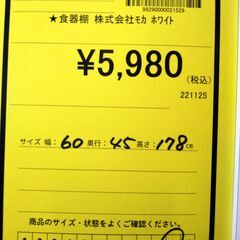 99290000021529
★食器棚 株式会社モカ ホワイト
¥5,980
(税込)
221125
サイズ 幅: 60 奥行: 45 高さ: 178cm
商品のサイズ・状態をよくご確認ください